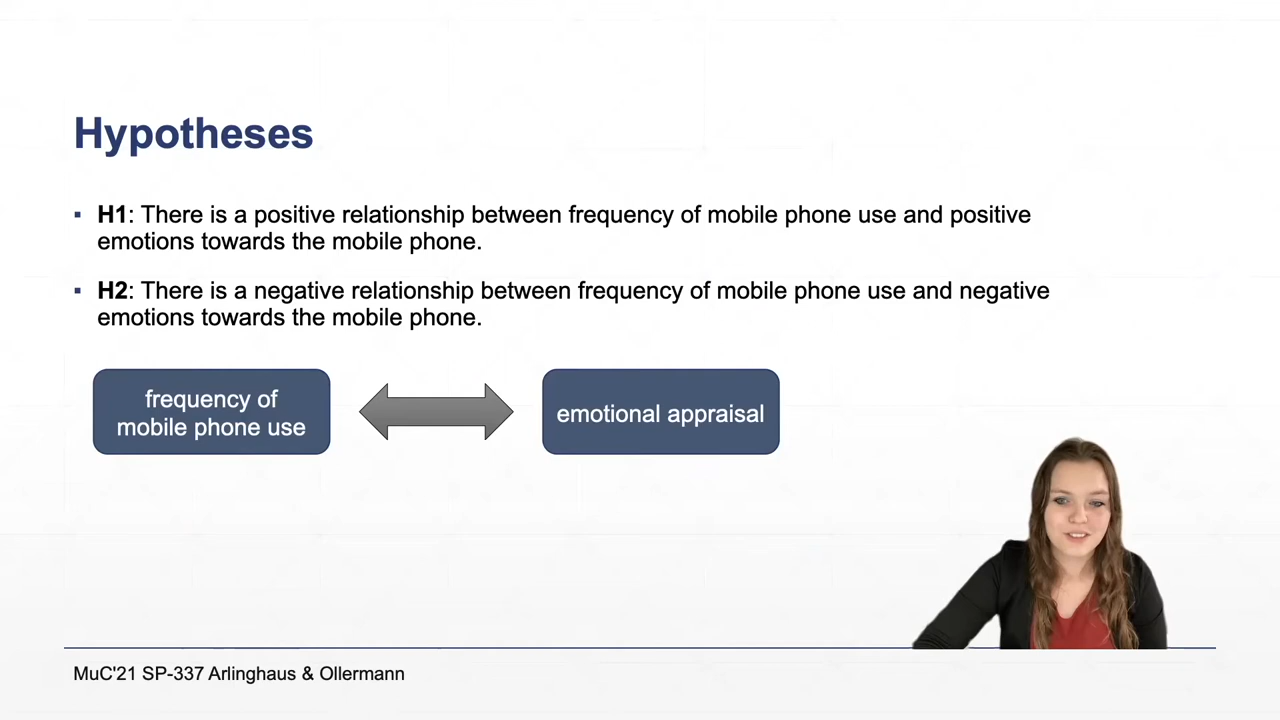 Hypotheses
▪ H1: There is a positive relationship between frequency of mobile phone use and positive
emotions towards the mobile phone.
▪ H2: There is a negative relationship between frequency of mobile phone use and negative
emotions towards the mobile phone.
frequency of
mobile phone use
emotional appraisal
MuC'21 SP-337 Arlinghaus & Ollermann